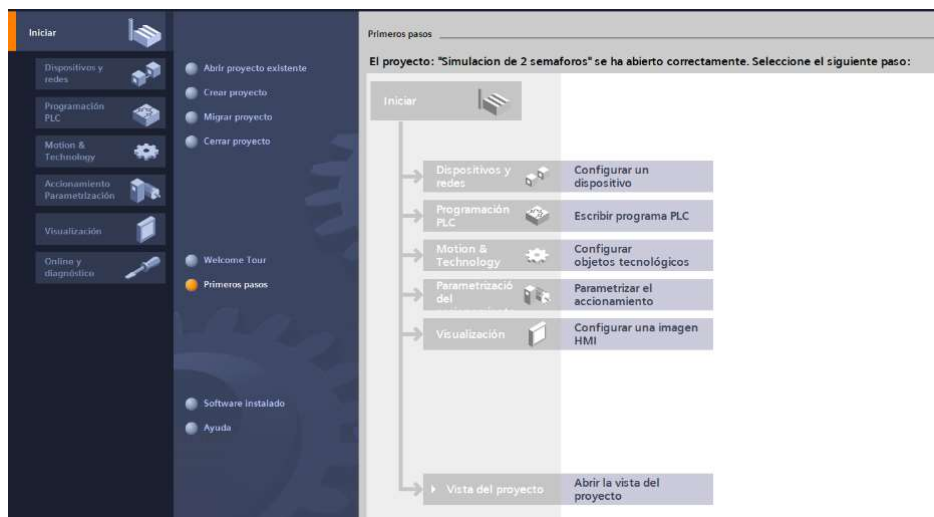 Iniciar
Dispositivos y
redes
Programación
PLC
Motion &
Technology
Accionamiento
Parametrización
Visualización
Online y
diagnóstico
Abrir proyecto existente
Crear proyecto
Migrar proyecto
Cerrar proyecto
Welcome Tour
Primeros pasos
Software instalado
Ayuda
Primeros pasos
El proyecto: "Simulacion de 2 semaforos" se ha abierto correctamente. Seleccione el siguiente paso:
Iniciar
Dispositivos y
redes
Configurar un
dispositivo
Programación
PLC
Escribir programa PLC
Motion &
Technology
Configurar
objetos tecnológicos
Parametrizació
del
Parametrizar el
accionamiento
Visualización
Configurar una imagen
HMI
Vista del proyecto
Abrir la vista del
proyecto